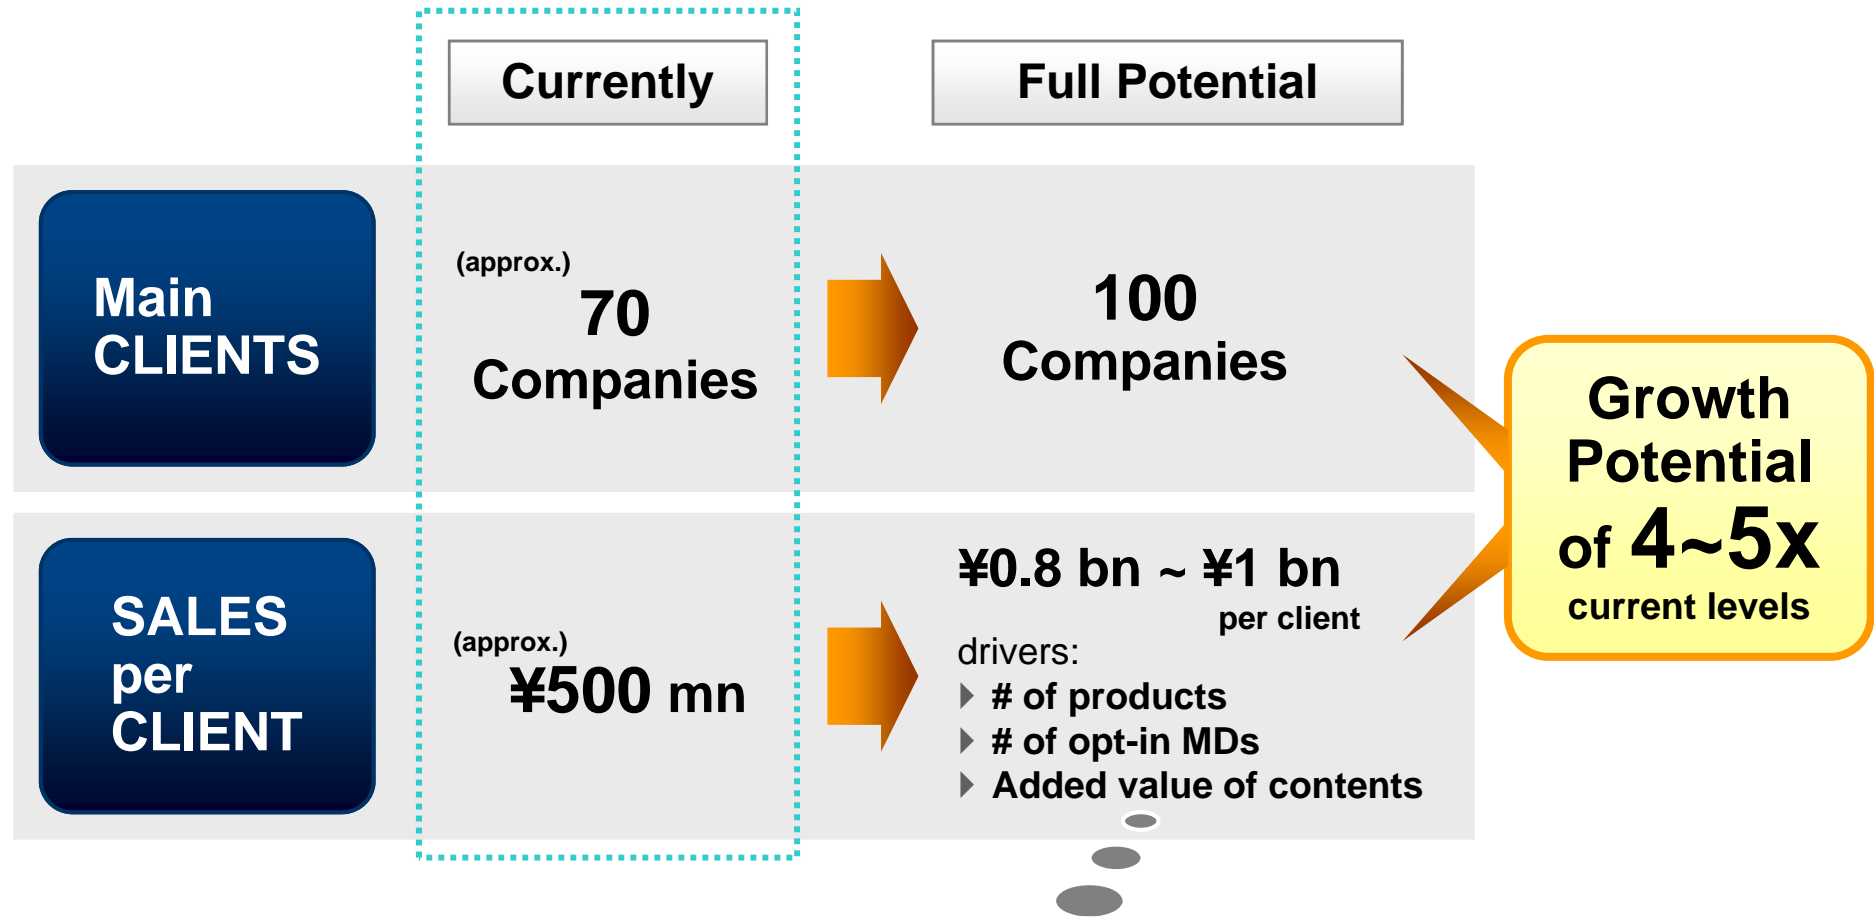 Currently
Full Potential
Main
CLIENTS
(approx.)
70
Companies
100
Companies
SALES
per
CLIENT
(approx.)
¥500 mn
¥0.8 bn ~ ¥1 bn
per client
drivers:
# of products
# of opt-in MDs
Added value of contents
Growth
Potential
of 4~5x
current levels